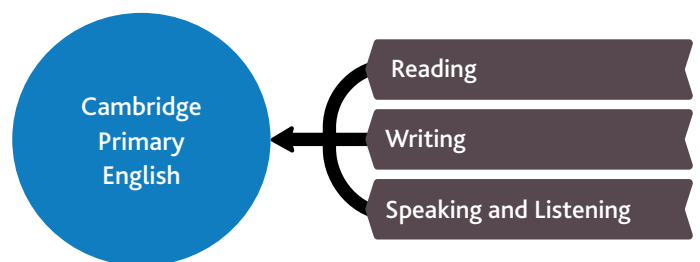 Cambridge
Primary
English
Reading
Writing
Speaking and Listening